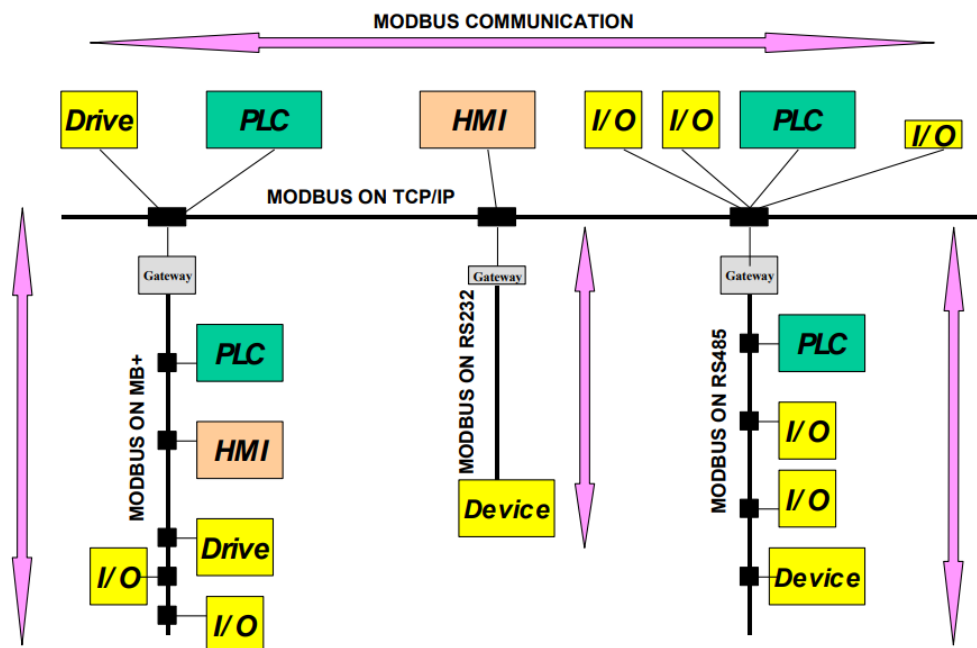 MODBUS COMMUNICATION
Drive
PLC
HMI
I/O
I/O
PLC
I/O
MODBUS ON TCP/IP
Gateway
Gateway
Gateway
MODBUS ON MB+
PLC
HMI
Drive
I/O
I/O
MODBUS ON RS232
Device
MODBUS ON RS485
PLC
I/O
I/O
Device